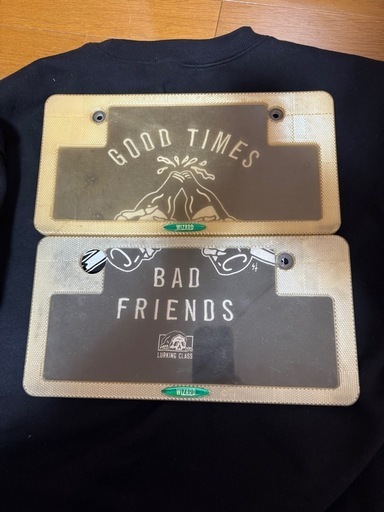 GOOD TIMES
WIZARD
BAD
FRIENDS
LURKING CLASS
WIZARD